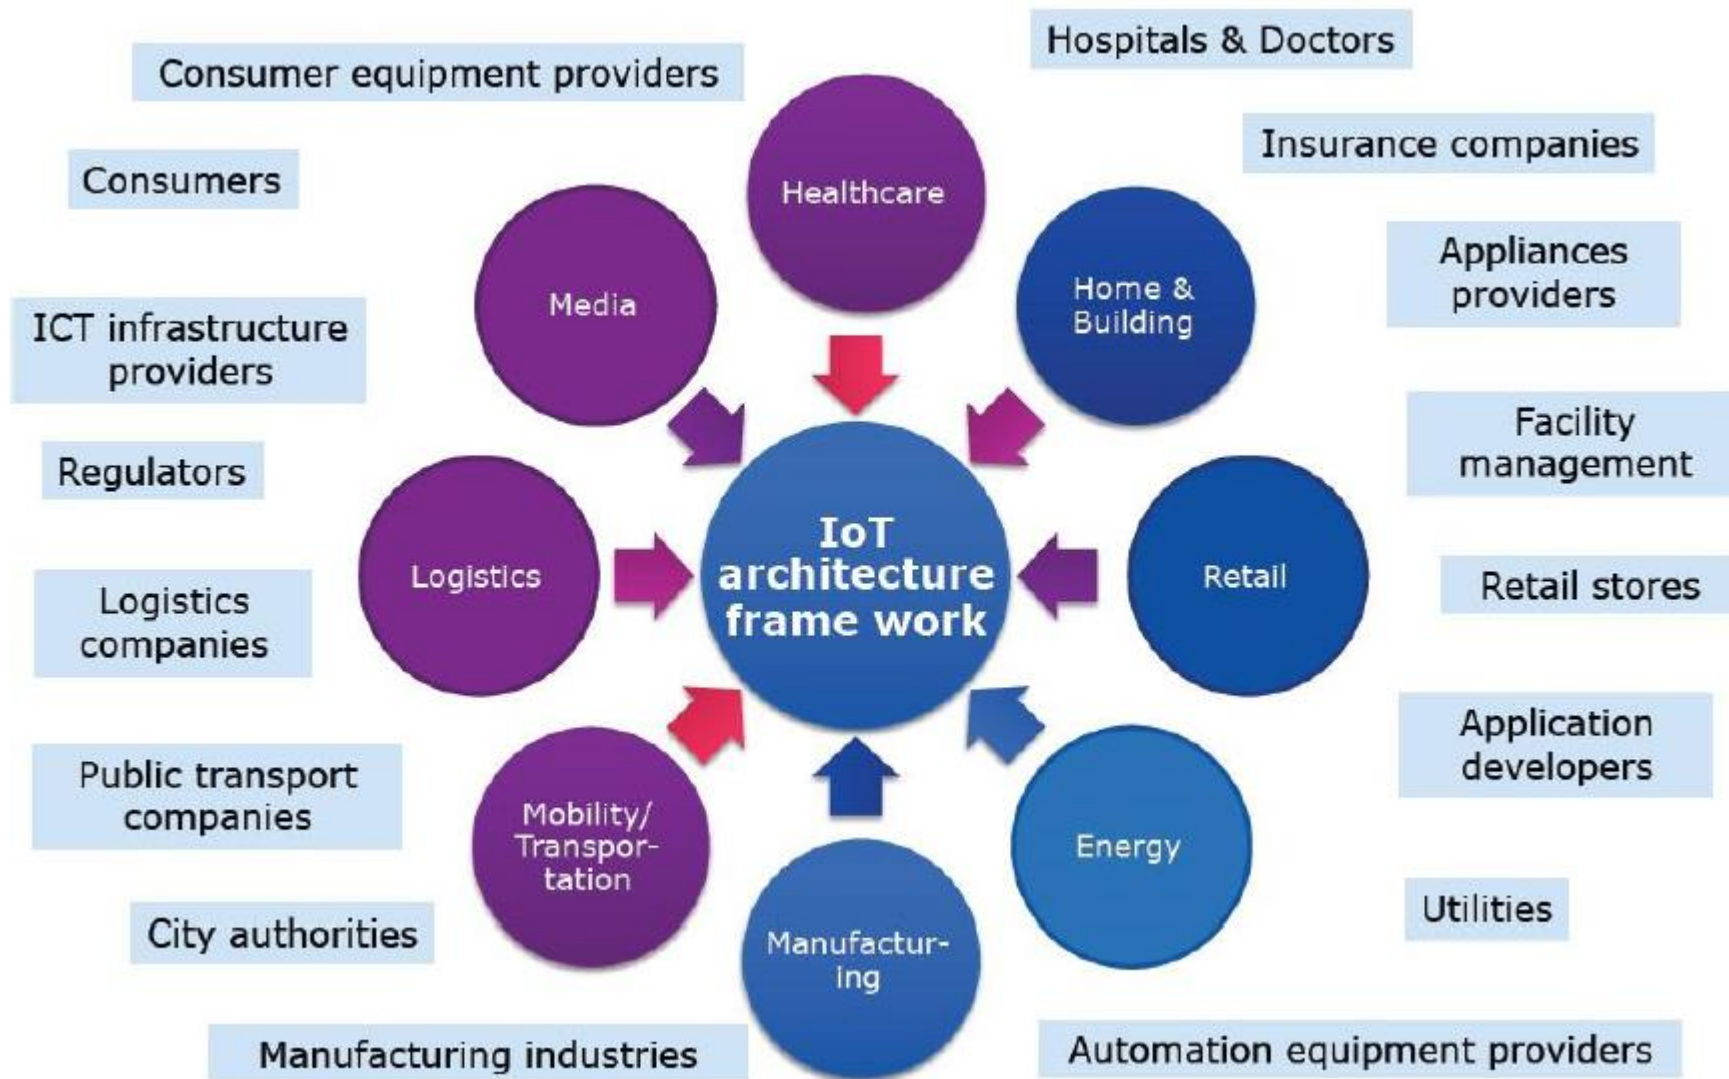 Hospitals & Doctors
Consumer equipment providers
Insurance companies
Consumers
Healthcare
Appliances
providers
Media
Home &
Building
ICT infrastructure
providers
Facility
management
Regulators
IoT
architecture
frame work
Logistics
Retail
Retail stores
Logistics
companies
Application
developers
Public transport
companies
Mobility/
Transpor-
tation
Energy
Utilities
City authorities
Manufactur-
ing
Manufacturing industries
Automation equipment providers